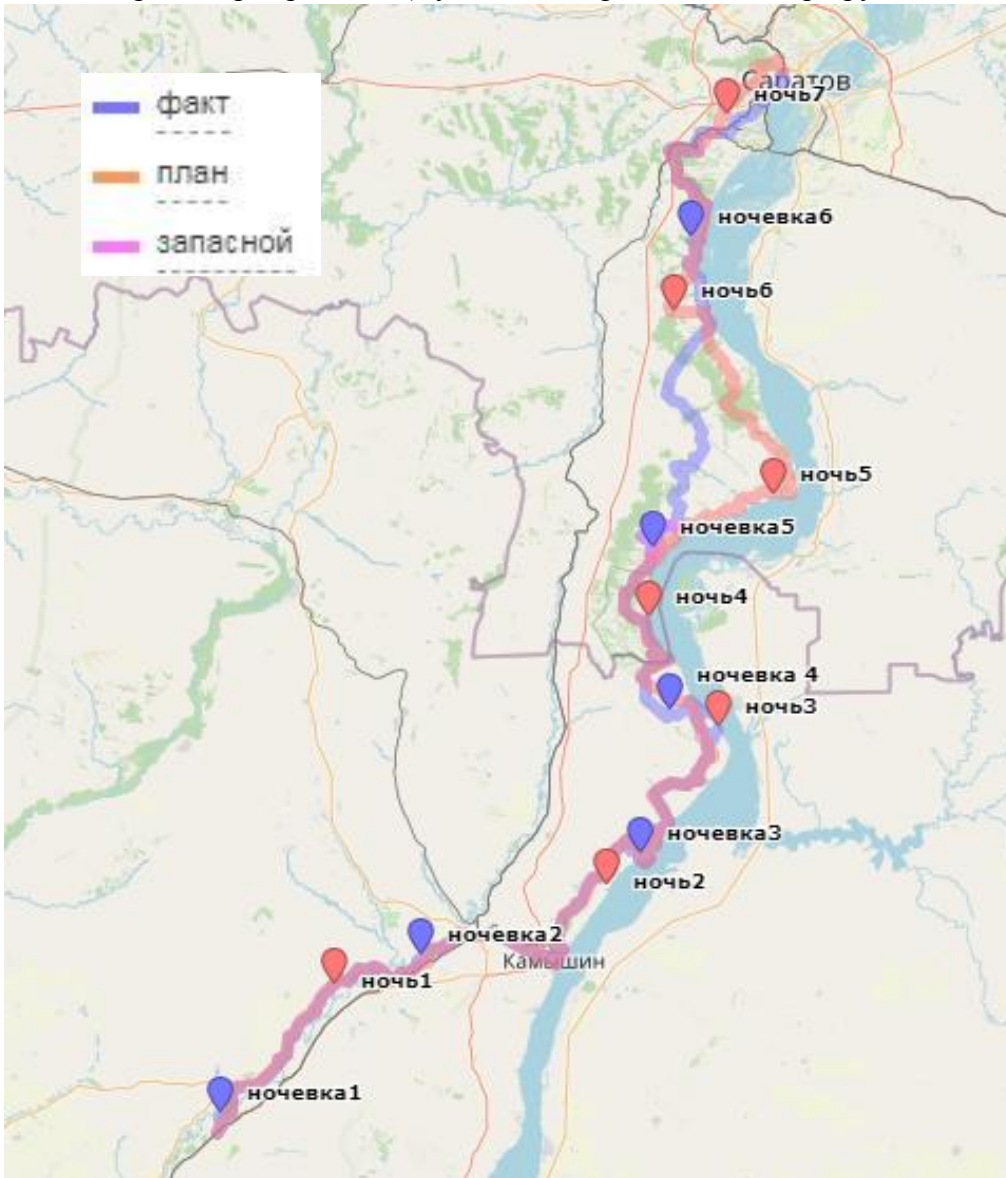 Саратов
ночь7
факт
план
запасной
ночевка6
ночь6
ночь5
ночевка5
ночь4
ночевка 4
ночь3
ночевка3
ночь2
ночевка2
Камышин
ночь1
ночевка1